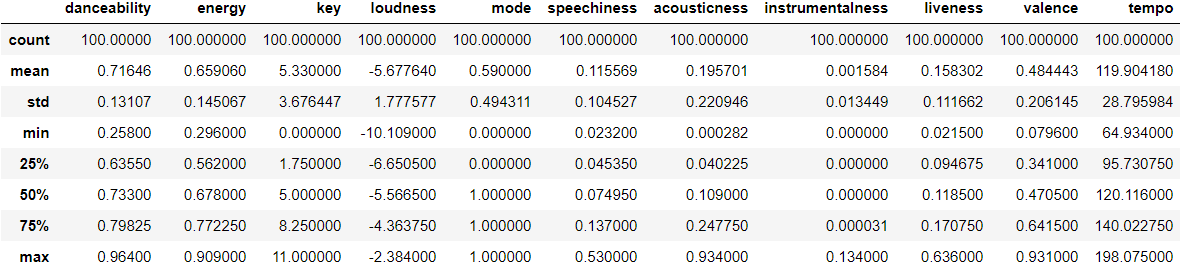 danceability energy key loudness mode speechiness acousticness instrumentalness liveness valence tempo
count 100.00000 100.000000 100.000000 100.000000 100.000000 100.000000 100.000000 100.000000 100.000000 100.000000 100.000000
mean 0.71646 0.659060 5.330000 -5.677640 0.590000 0.115569 0.195701 0.001584 0.158302 0.484443 119.904180
std 0.13107 0.145067 3.676447 1.777577 0.494311 0.104527 0.220946 0.013449 0.111662 0.206145 28.795984
min 0.25800 0.296000 0.000000 -10.109000 0.000000 0.023200 0.000282 0.000000 0.021500 0.079600 64.934000
25% 0.63550 0.562000 1.750000 -6.650500 0.000000 0.045350 0.040225 0.000000 0.094675 0.341000 95.730750
50% 0.73300 0.678000 5.000000 -5.566500 1.000000 0.074950 0.109000 0.000000 0.118500 0.470500 120.116000
75% 0.79825 0.772250 8.250000 -4.363750 1.000000 0.137000 0.247750 0.000031 0.170750 0.641500 140.022750
max 0.96400 0.909000 11.000000 -2.384000 1.000000 0.530000 0.934000 0.134000 0.636000 0.931000 198.075000